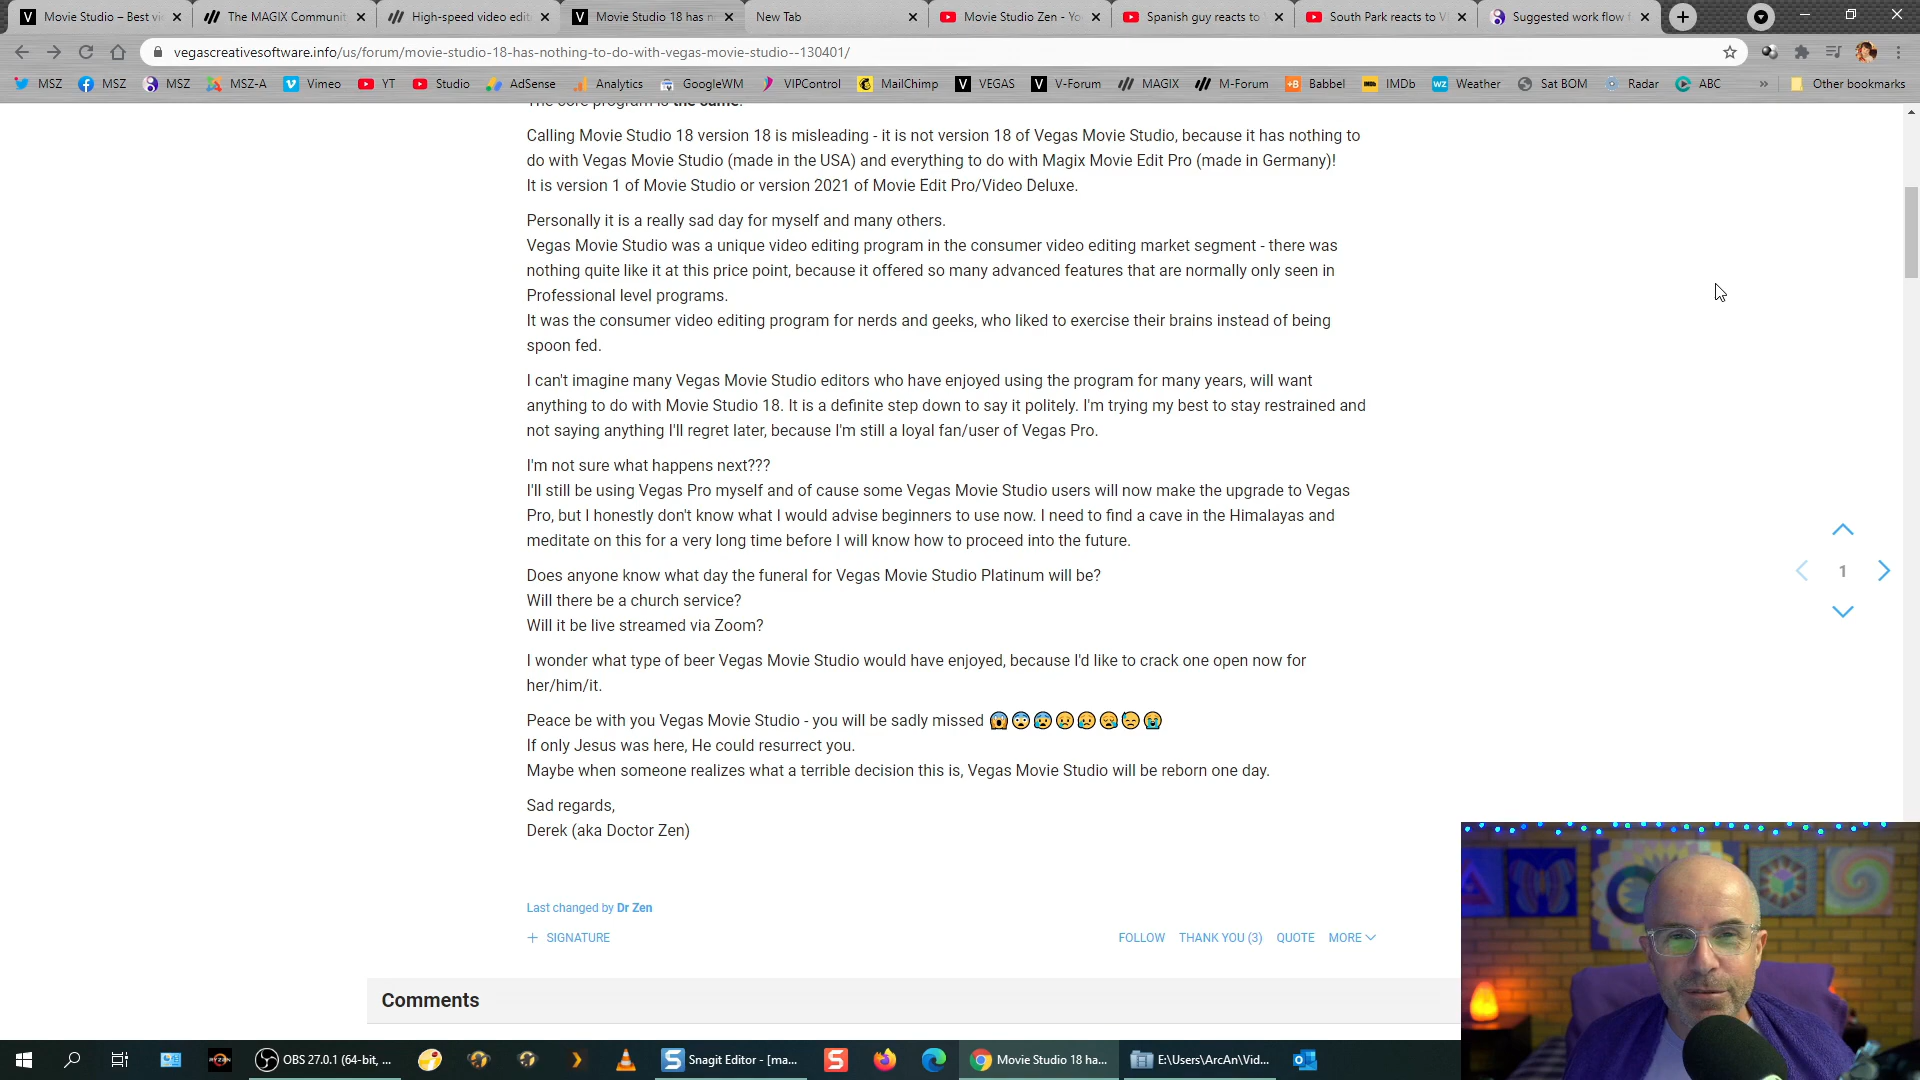 Movie Studio – Best vi
The MAGIX Communit
High-speed video edit
Movie Studio 18 has n
New Tab
Movie Studio Zen - Yo
Spanish guy reacts to
South Park reacts to V
Suggested work flow f
vegascreativesoftware.info/us/forum/movie-studio-18-has-nothing-to-do-with-vegas-movie-studio--130401/
MSZ MSZ MSZ MSZ-A Vimeo YT Studio AdSense Analytics GoogleWM VIPControl MailChimp VEGAS V-Forum MAGIX M-Forum Babbel IMDb Weather Sat BOM Radar ABC » Other bookmarks
The core program is the same.
Calling Movie Studio 18 version 18 is misleading - it is not version 18 of Vegas Movie Studio, because it has nothing to
do with Vegas Movie Studio (made in the USA) and everything to do with Magix Movie Edit Pro (made in Germany)!
It is version 1 of Movie Studio or version 2021 of Movie Edit Pro/Video Deluxe.
Personally it is a really sad day for myself and many others.
Vegas Movie Studio was a unique video editing program in the consumer video editing market segment - there was
nothing quite like it at this price point, because it offered so many advanced features that are normally only seen in
Professional level programs.
It was the consumer video editing program for nerds and geeks, who liked to exercise their brains instead of being
spoon fed.
I can't imagine many Vegas Movie Studio editors who have enjoyed using the program for many years, will want
anything to do with Movie Studio 18. It is a definite step down to say it politely. I'm trying my best to stay restrained and
not saying anything I'll regret later, because I'm still a loyal fan/user of Vegas Pro.
I'm not sure what happens next???
I'll still be using Vegas Pro myself and of cause some Vegas Movie Studio users will now make the upgrade to Vegas
Pro, but I honestly don't know what I would advise beginners to use now. I need to find a cave in the Himalayas and
meditate on this for a very long time before I will know how to proceed into the future.
1
Does anyone know what day the funeral for Vegas Movie Studio Platinum will be?
Will there be a church service?
Will it be live streamed via Zoom?
I wonder what type of beer Vegas Movie Studio would have enjoyed, because I'd like to crack one open now for
her/him/it.
Peace be with you Vegas Movie Studio - you will be sadly missed
If only Jesus was here, He could resurrect you.
Maybe when someone realizes what a terrible decision this is, Vegas Movie Studio will be reborn one day.
Sad regards,
Derek (aka Doctor Zen)
Last changed by Dr Zen
+ SIGNATURE
FOLLOW THANK YOU (3) QUOTE MORE
Comments
RYZEN
OBS 27.0.1 (64-bit, ...
Snagit Editor - [ma...
Movie Studio 18 ha...
E:\Users\ArcAn\Vid...